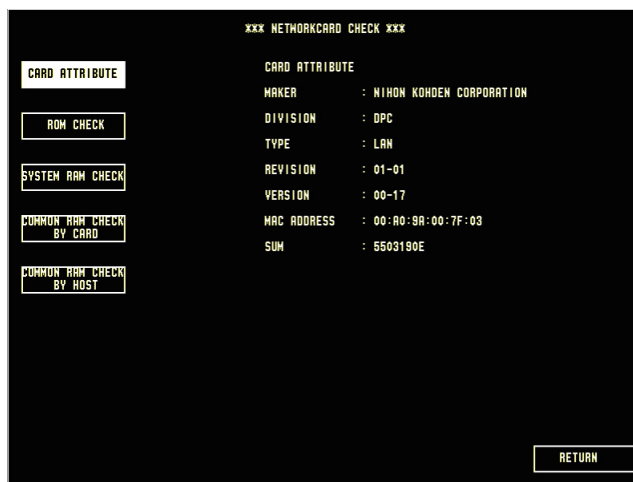 *** NETWORKCARD CHECK ***
CARD ATTRIBUTE
ROM CHECK
SYSTEM RAM CHECK
COMMON RAM CHECK
BY CARD
COMMON RAM CHECK
BY HOST
CARD ATTRIBUTE
MAKER : NIHON KOHDEN CORPORATION
DIVISION : DPC
TYPE : LAN
REVISION : 01-01
VERSION : 00-17
MAC ADDRESS : 00:A0:9A:00:7F:03
SUM : 5503190E
RETURN